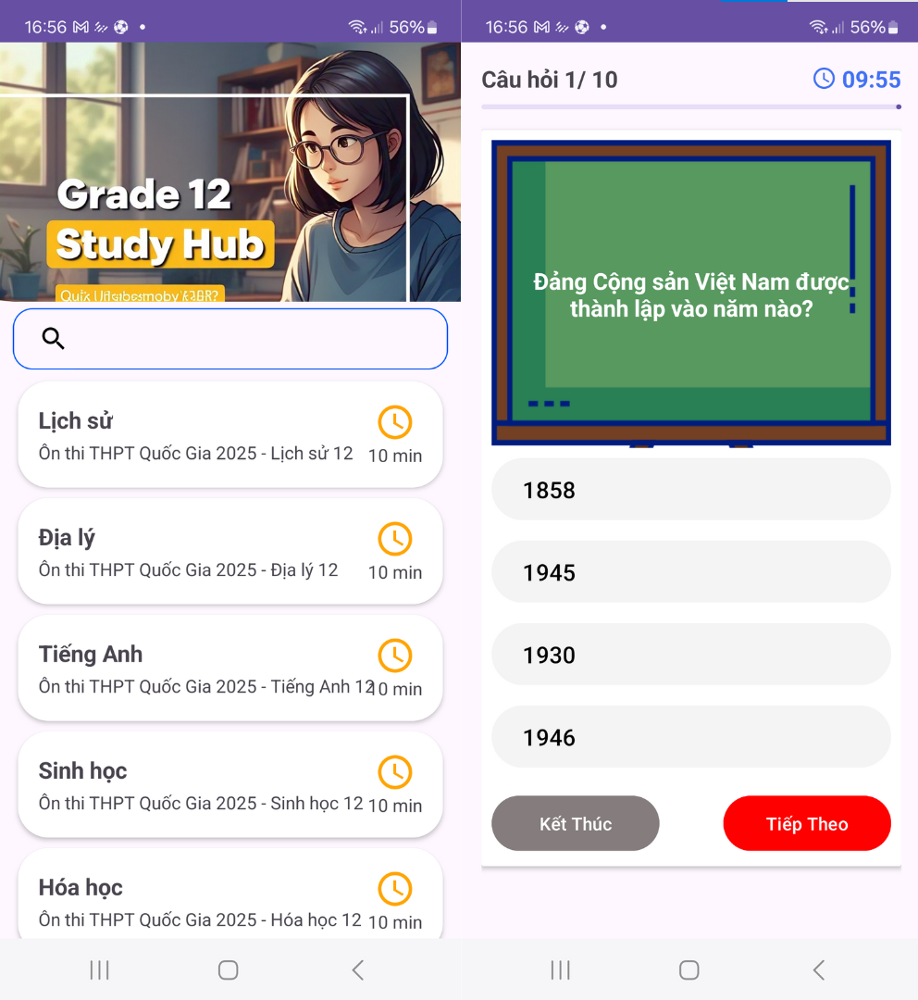 16:56
56%
Grade 12
Study Hub
Lịch sử
Ôn thi THPT Quốc Gia 2025 - Lịch sử 12
10 min
Địa lý
Ôn thi THPT Quốc Gia 2025 - Địa lý 12
10 min
Tiếng Anh
Ôn thi THPT Quốc Gia 2025 - Tiếng Anh 12
10 min
Sinh học
Ôn thi THPT Quốc Gia 2025 - Sinh học 12
10 min
Hóa học
Ôn thi THPT Quốc Gia 2025 - Hóa học 12
10 min
16:56
56%
Câu hỏi 1/ 10
09:55
Đảng Cộng sản Việt Nam được
thành lập vào năm nào?
1858
1945
1930
1946
Kết Thúc
Tiếp Theo